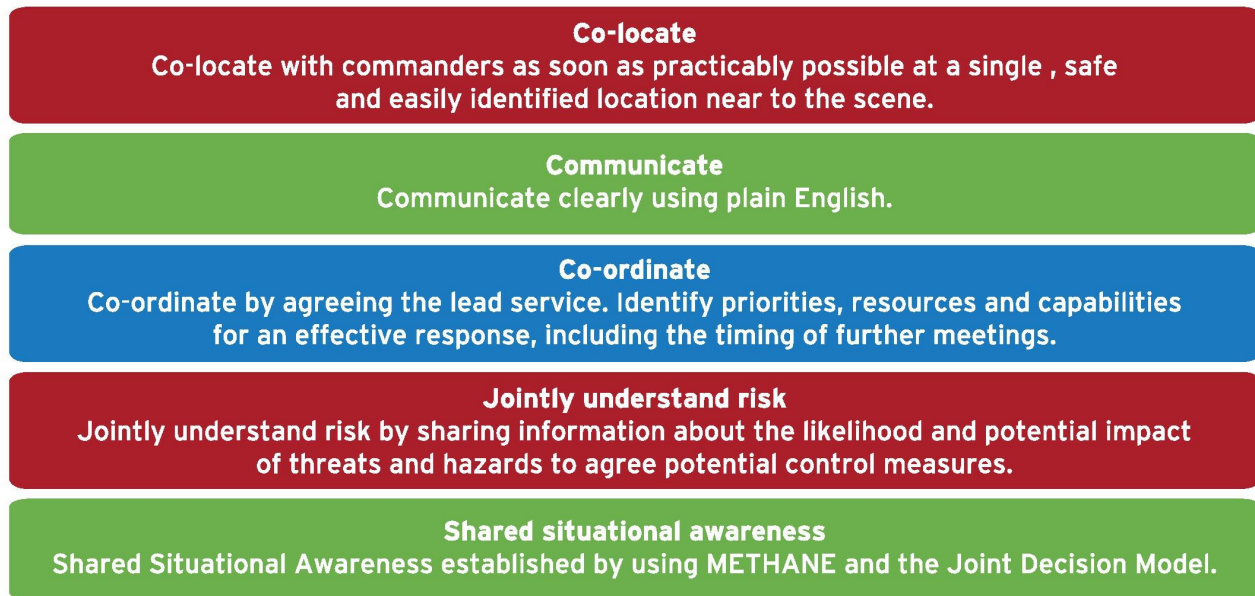 Co-locate
Co-locate with commanders as soon as practicably possible at a single , safe
and easily identified location near to the scene.
Communicate
Communicate clearly using plain English.
Co-ordinate
Co-ordinate by agreeing the lead service. Identify priorities, resources and capabilities
for an effective response, including the timing of further meetings.
Jointly understand risk
Jointly understand risk by sharing information about the likelihood and potential impact
of threats and hazards to agree potential control measures.
Shared situational awareness
Shared Situational Awareness established by using METHANE and the Joint Decision Model.